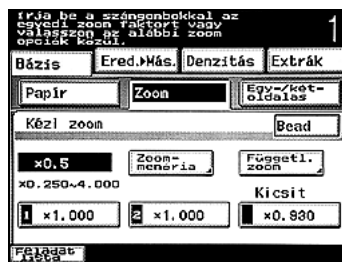 Írja be a számgombokkal az
egyedi zoom faktort vagy
válasszon az alábbi zoom
opciók közül.
1
Bázis
Ered.▶Más.
Denzitás
Extrák
Papír
Zoom
Egy-/két-
oldalas
Kézi zoom
Bead
×0.5
Zoom-
memória
Függetl.
zoom
×0.250~4.000
Kicsit
1 ×1.000
2 ×1.000
×0.930
Feladat
lista